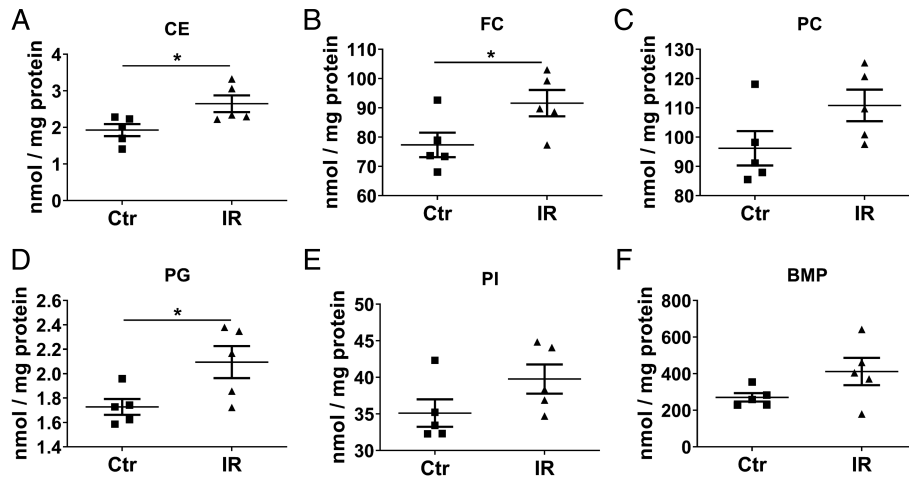 A
CE
nmol / mg protein
4
3
2
1
0
*
Ctr
IR
B
FC
nmol / mg protein
110
100
90
80
70
60
*
Ctr
IR
C
PC
nmol / mg protein
130
120
110
100
90
80
Ctr
IR
D
PG
nmol / mg protein
2.6
2.4
2.2
2.0
1.8
1.6
1.4
*
Ctr
IR
E
PI
nmol / mg protein
50
45
40
35
30
Ctr
IR
F
BMP
nmol / mg protein
800
600
400
200
0
Ctr
IR